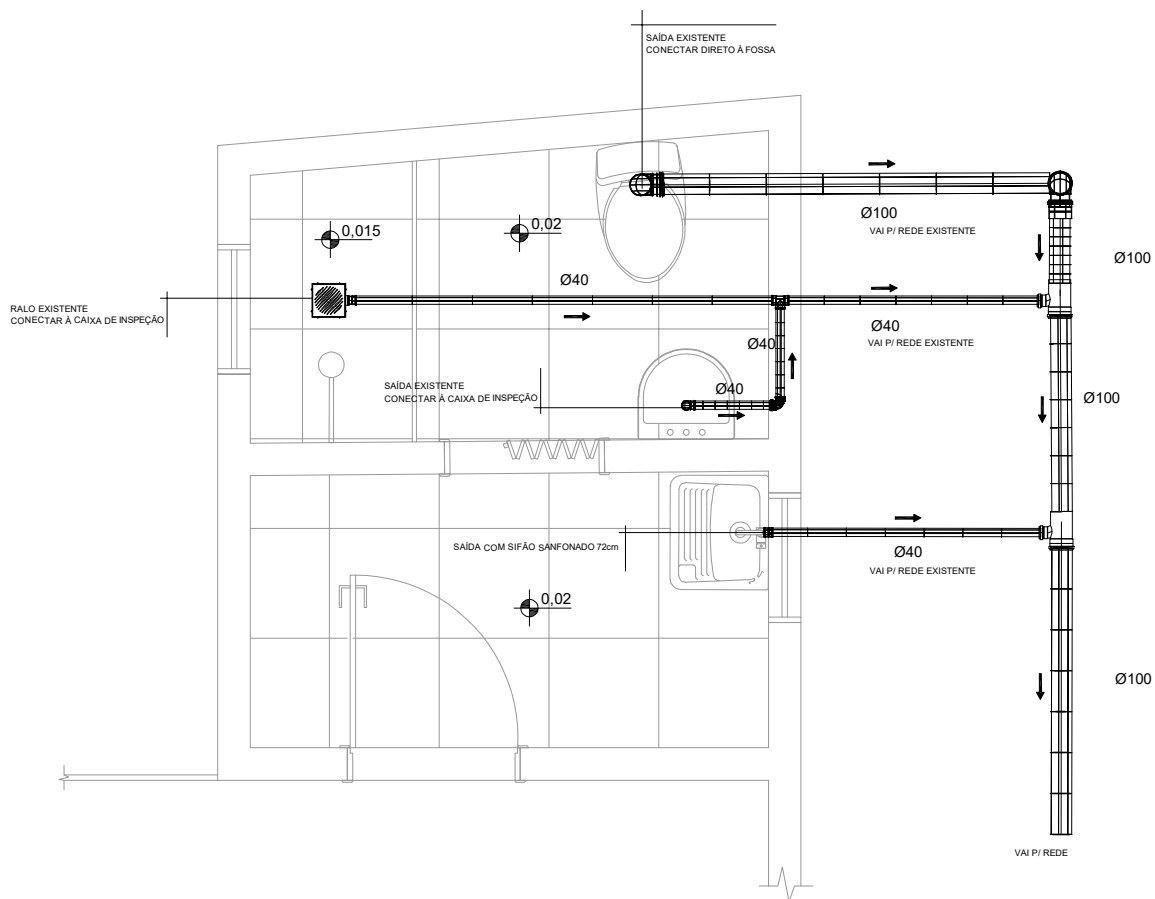 SAÍDA EXISTENTE
CONECTAR DIRETO À FOSSA
Ø100
VAI P/ REDE EXISTENTE
0,015
0,02
Ø100
Ø40
RALO EXISTENTE
CONECTAR À CAIXA DE INSPEÇÃO
Ø40
VAI P/ REDE EXISTENTE
Ø40
SAÍDA EXISTENTE
CONECTAR À CAIXA DE INSPEÇÃO
Ø40
Ø100
SAÍDA COM SIFÃO SANFONADO 72cm
Ø40
VAI P/ REDE EXISTENTE
0,02
Ø100
VAI P/ REDE